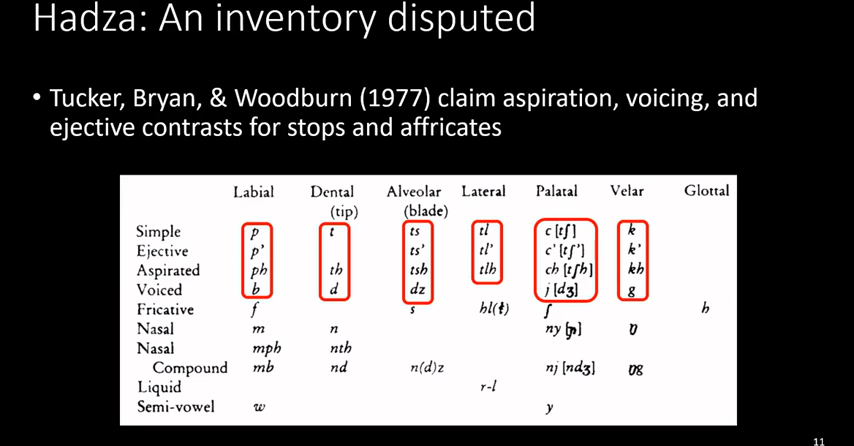 Hadza: An inventory disputed
• Tucker, Bryan, & Woodburn (1977) claim aspiration, voicing, and
ejective contrasts for stops and affricates
Labial Dental Alveolar Lateral Palatal Velar Glottal
(tip) (blade)
Simple p t ts tl c [tʃ] k
Ejective p' ts' tl' c' [tʃ'] k'
Aspirated ph th tsh tlh ch [tʃh] kh
Voiced b d dz j [dʒ] g
Fricative f s hl(ɬ) ʃ h
Nasal m n ny [ɲ] ŋ
Nasal mph nth
Compound mb nd n(d)z nj [ndʒ] ŋg
Liquid r-l
Semi-vowel w y
11